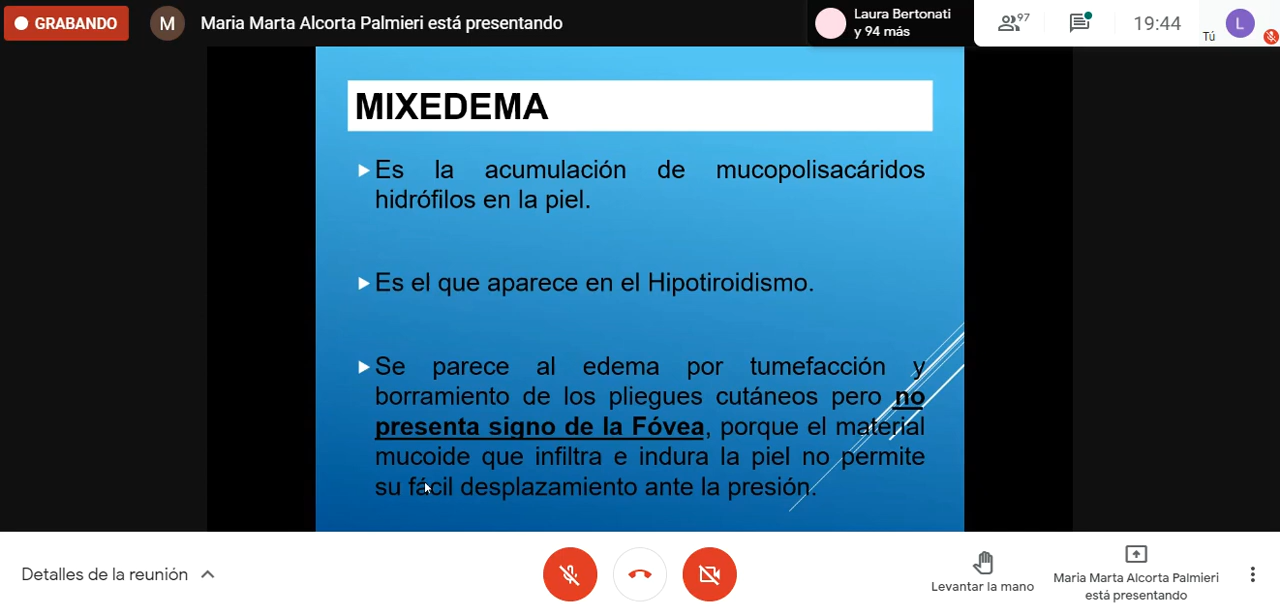 GRABANDO
M
Maria Marta Alcorta Palmieri está presentando
Laura Bertonati
y 94 más
97
19:44
Tú
L
MIXEDEMA
Es la acumulación de mucopolisacáridos
hidrófilos en la piel.
Es el que aparece en el Hipotiroidismo.
Se parece al edema por tumefacción y
borramiento de los pliegues cutáneos pero no
presenta signo de la Fóvea, porque el material
mucoide que infiltra e indura la piel no permite
su fácil desplazamiento ante la presión.
Detalles de la reunión
Levantar la mano
Maria Marta Alcorta Palmieri
está presentando